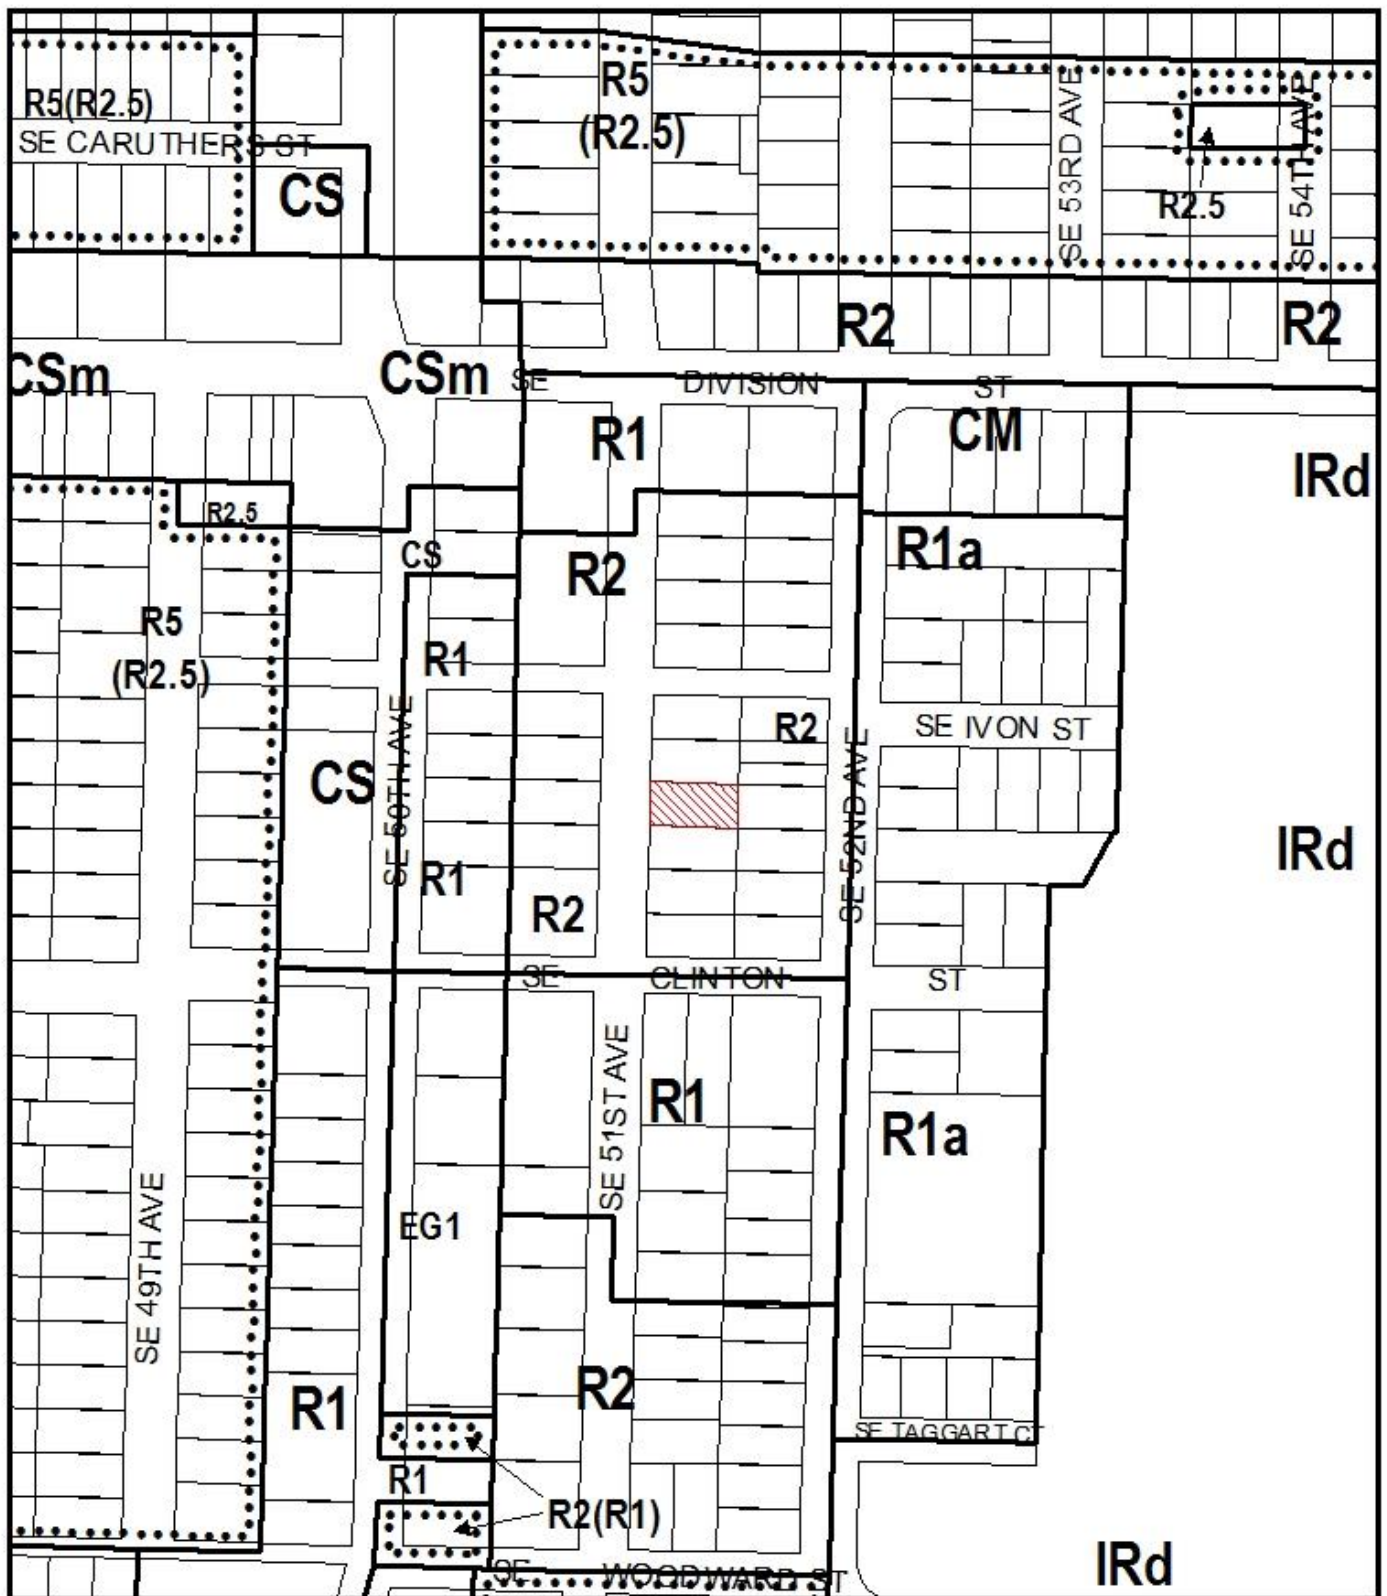 R5(R2.5)
SE CARUTHERS ST
CS
R5
(R2.5)
SE 53RD AVE
SE 54TH AVE
R2.5
R2
R2
CSm
CSm
SE DIVISION ST
R1
CM
IRd
R2.5
CS
R2
R1a
R5
(R2.5)
R1
SE 50TH AVE
CS
R2
SE IVON ST
SE 52ND AVE
R1
R2
IRd
SE CLINTON ST
SE 51ST AVE
R1
R1a
SE 49TH AVE
EG1
R1
R2
SE TAGGART CT
R1
R2(R1)
SE WOODWARD ST
IRd